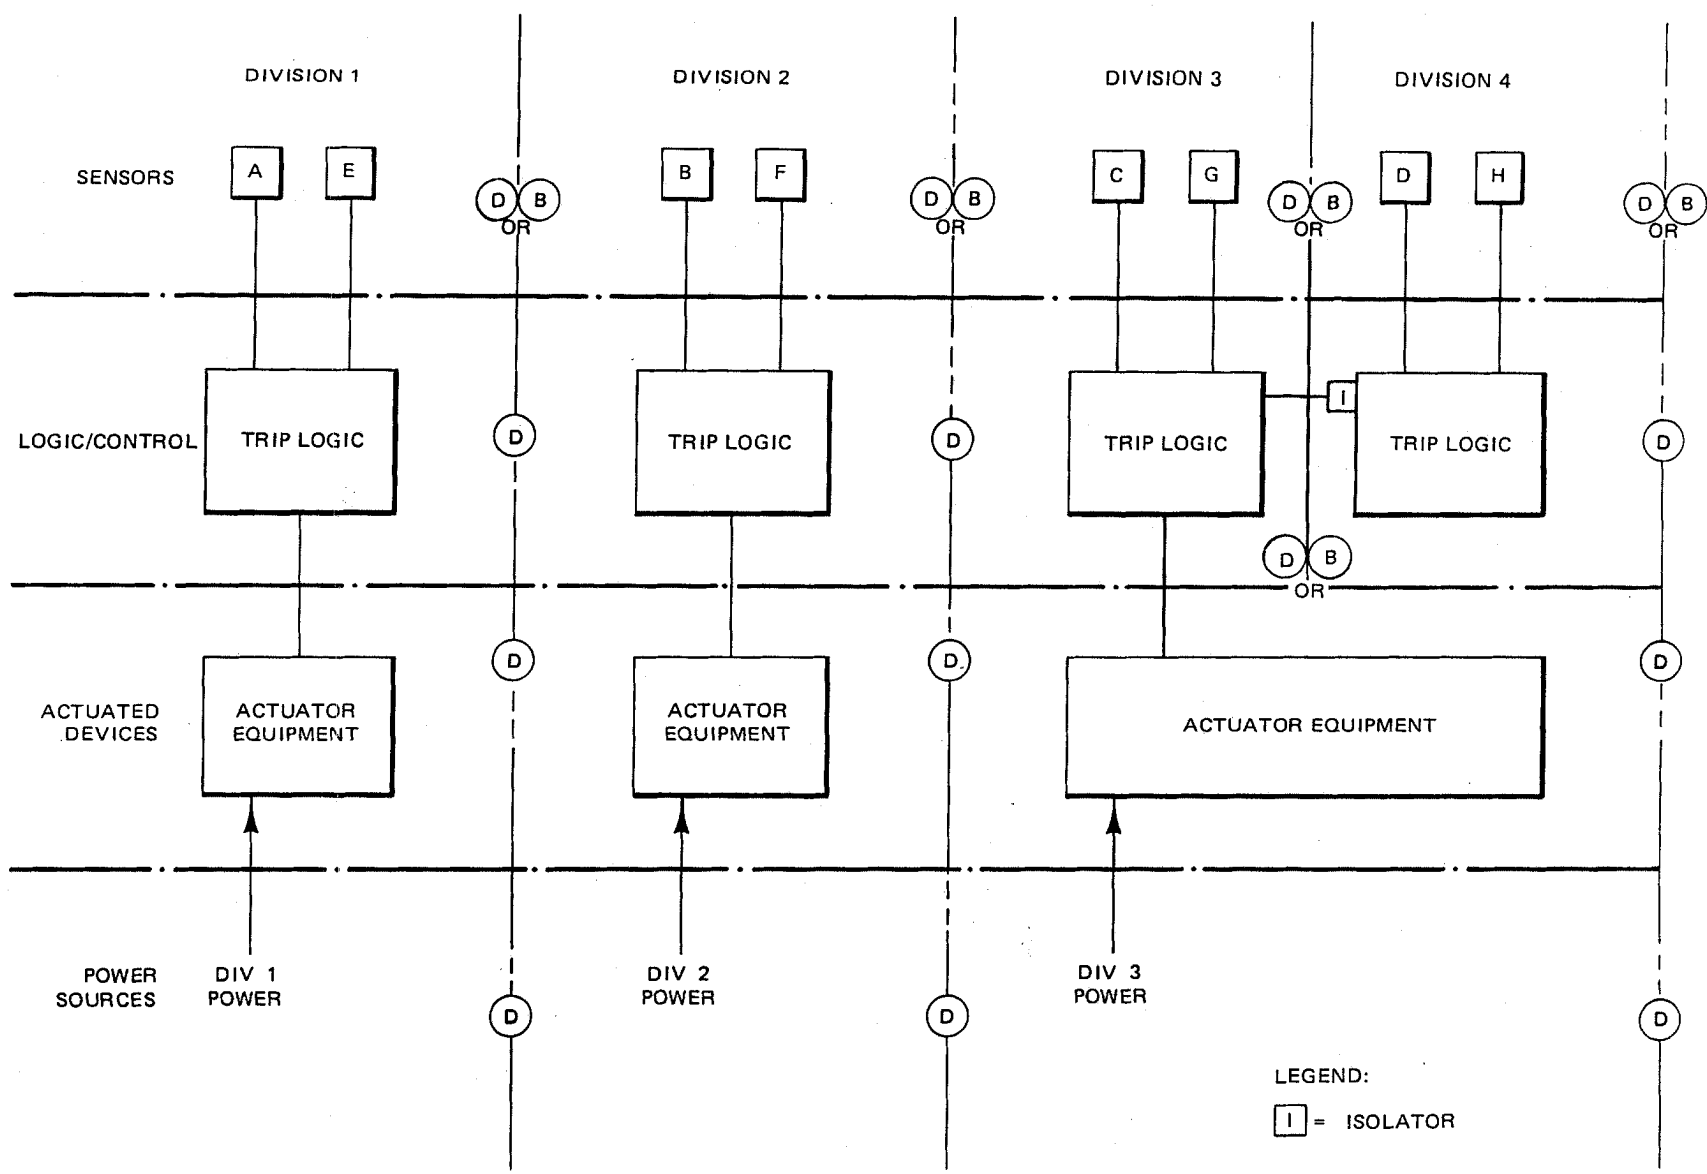 DIVISION 1
DIVISION 2
DIVISION 3
DIVISION 4
SENSORS
A
E
D
B
OR
B
F
D
B
OR
C
G
D
B
OR
D
H
D
B
OR
I
LOGIC/CONTROL
TRIP LOGIC
D
TRIP LOGIC
D
TRIP LOGIC
TRIP LOGIC
D
D
B
OR
D
D
D
ACTUATED
DEVICES
ACTUATOR
EQUIPMENT
ACTUATOR
EQUIPMENT
ACTUATOR EQUIPMENT
POWER
SOURCES
DIV 1
POWER
D
DIV 2
POWER
D
DIV 3
POWER
D
LEGEND:
I = ISOLATOR